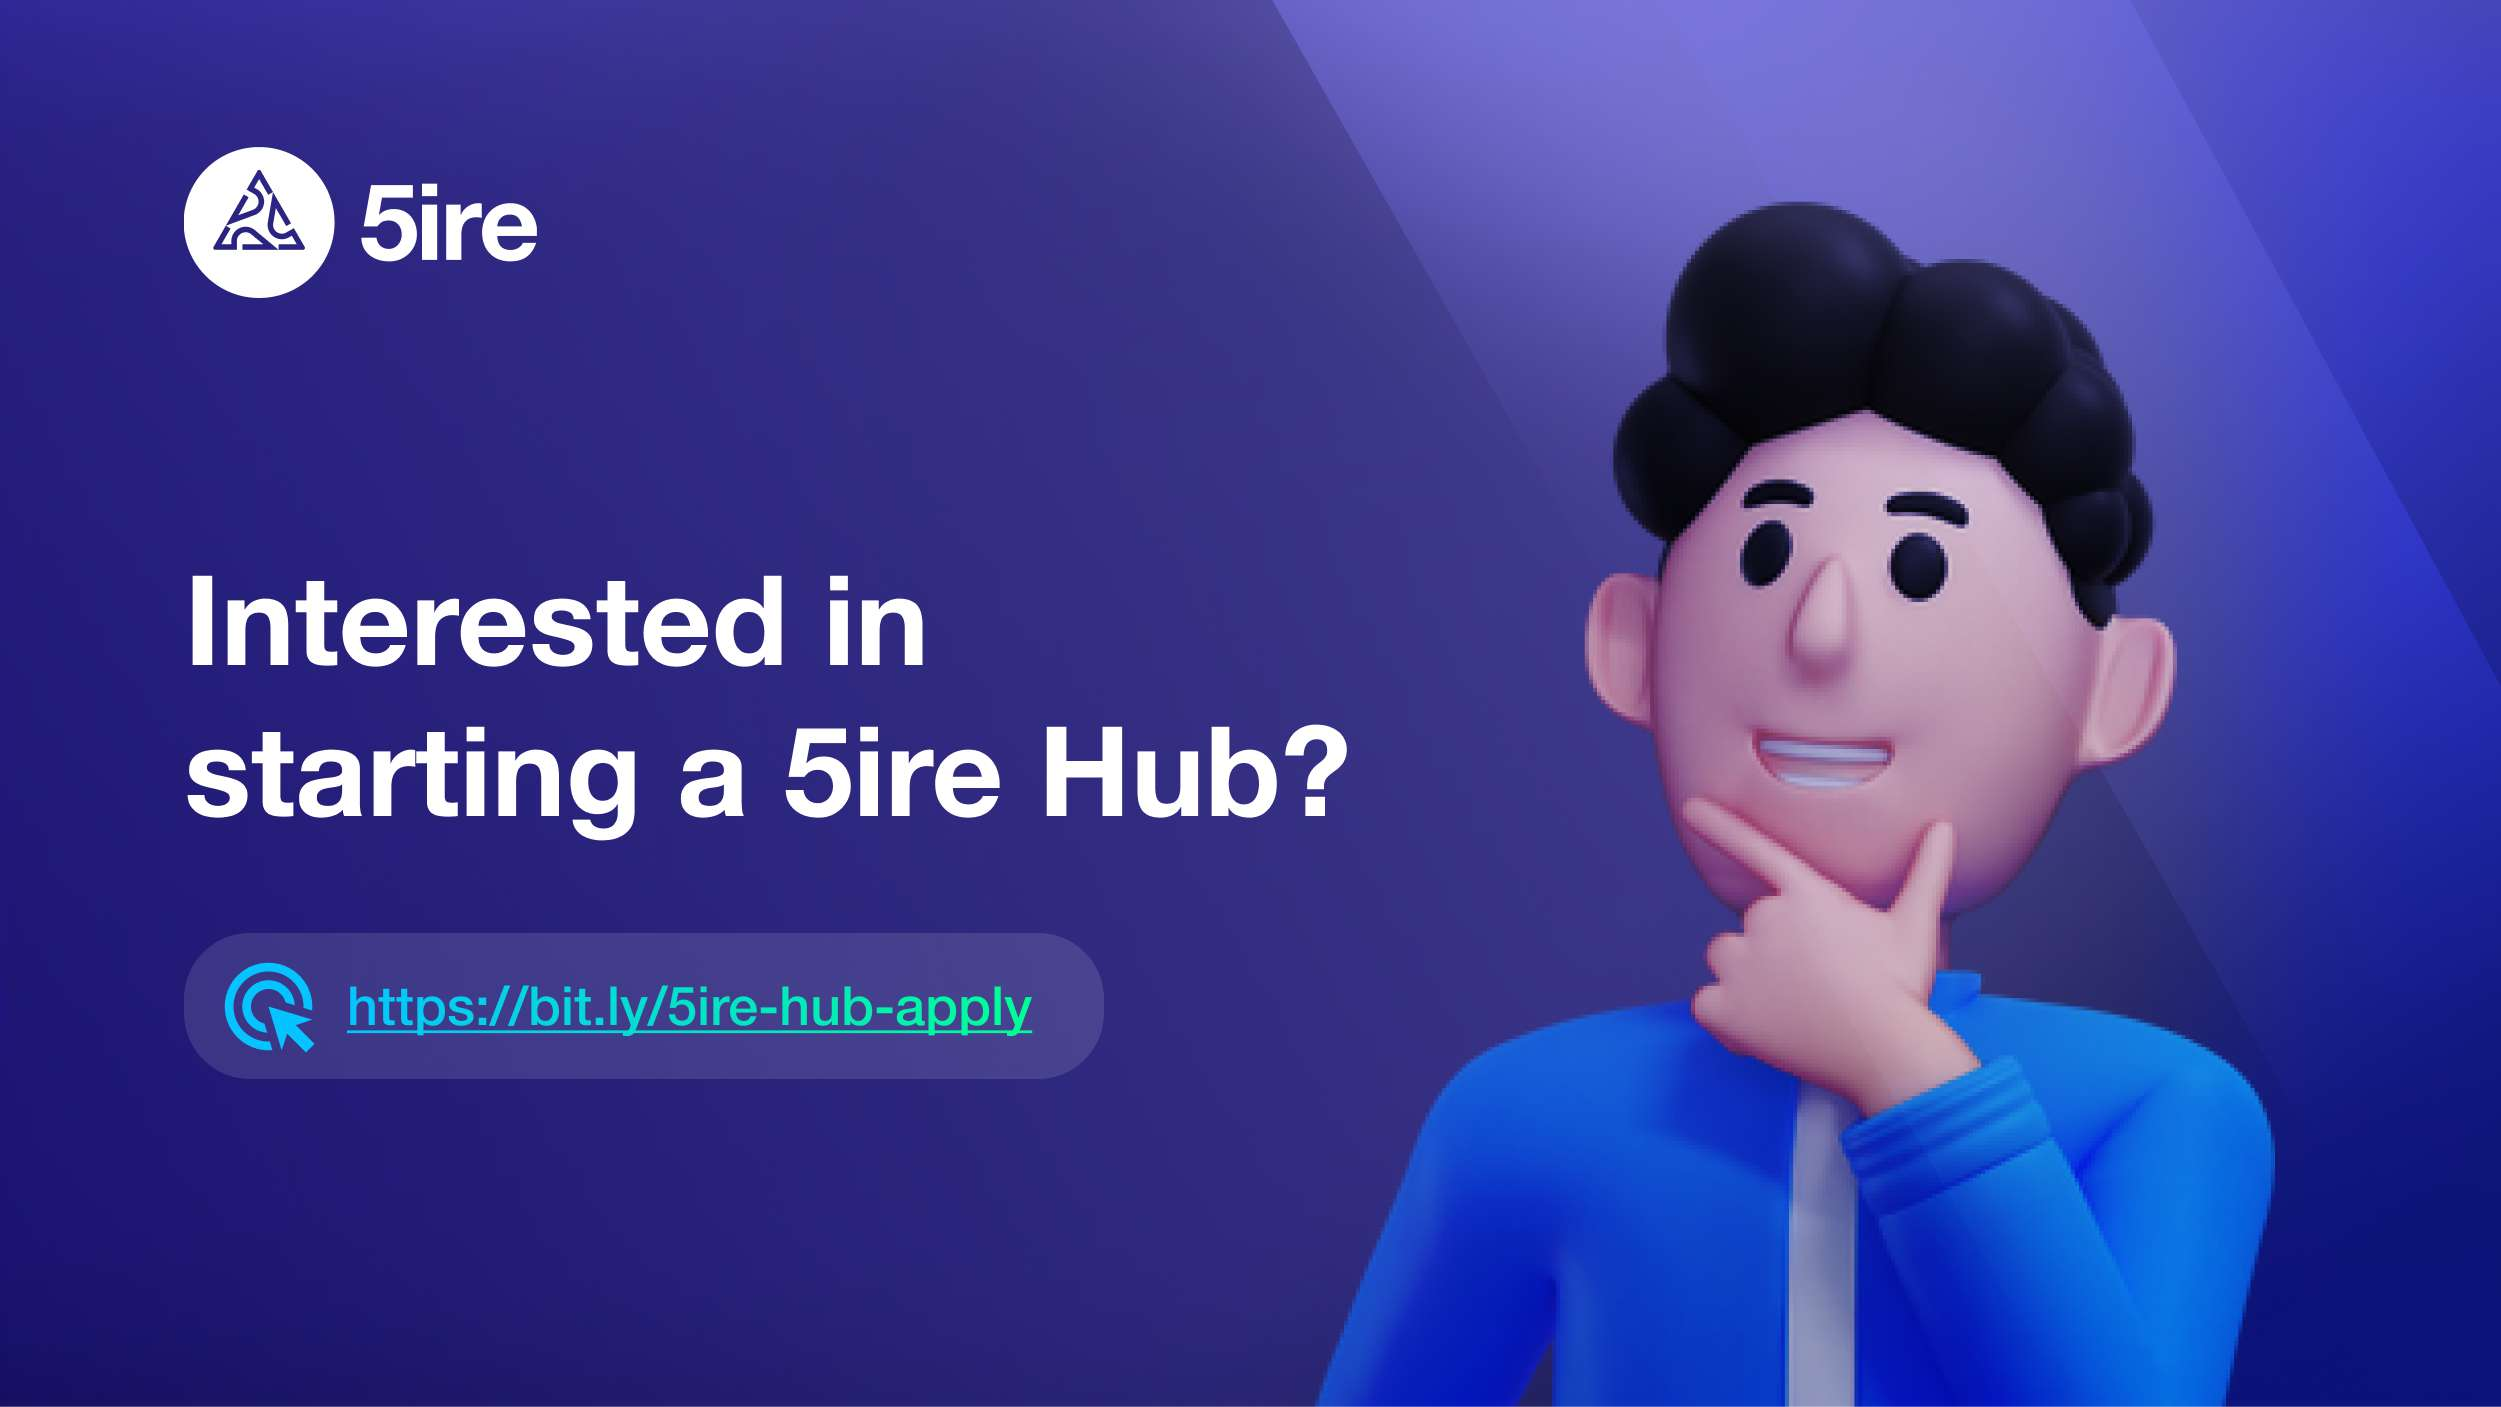 5ire
Interested in
starting a 5ire Hub?
https://bit.ly/5ire-hub-apply